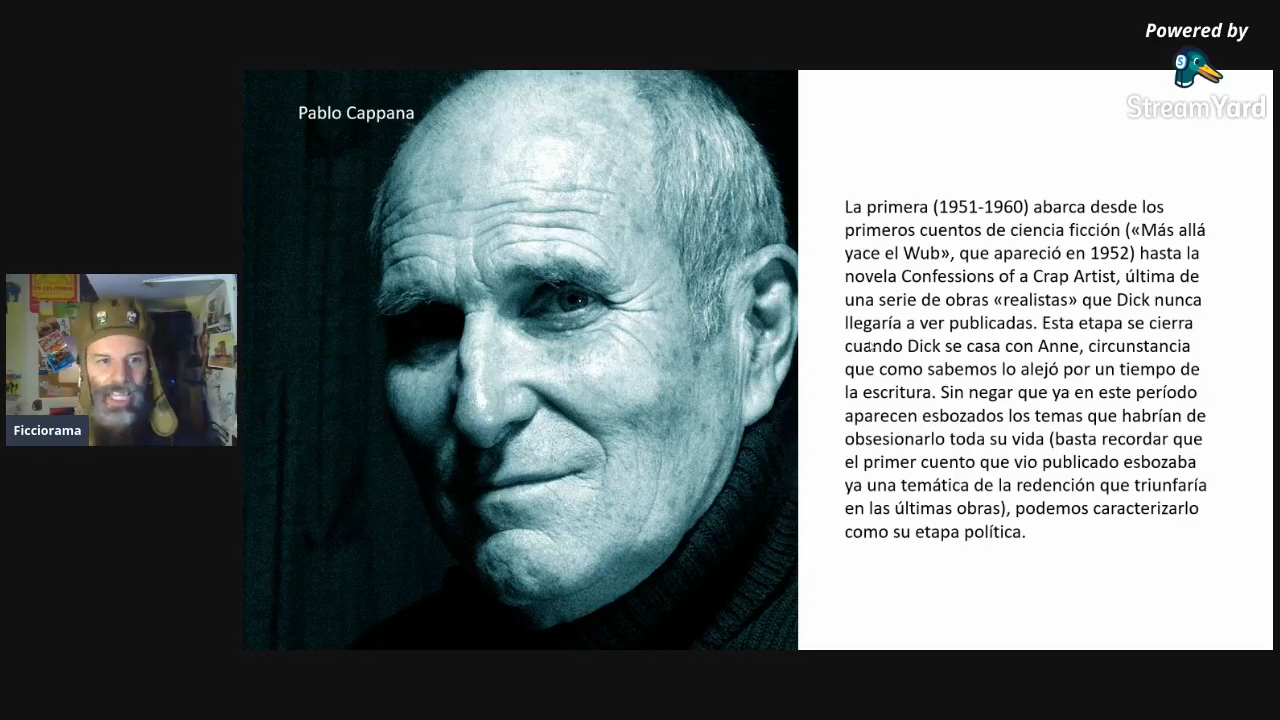 Powered by
StreamYard
Pablo Cappana
La primera (1951-1960) abarca desde los
primeros cuentos de ciencia ficción («Más allá
yace el Wub», que apareció en 1952) hasta la
novela Confessions of a Crap Artist, última de
una serie de obras «realistas» que Dick nunca
llegaría a ver publicadas. Esta etapa se cierra
cuando Dick se casa con Anne, circunstancia
que como sabemos lo alejó por un tiempo de
la escritura. Sin negar que ya en este período
aparecen esbozados los temas que habrían de
obsesionarlo toda su vida (basta recordar que
el primer cuento que vio publicado esbozaba
ya una temática de la redención que triunfaría
en las últimas obras), podemos caracterizarlo
como su etapa política.
Ficciorama